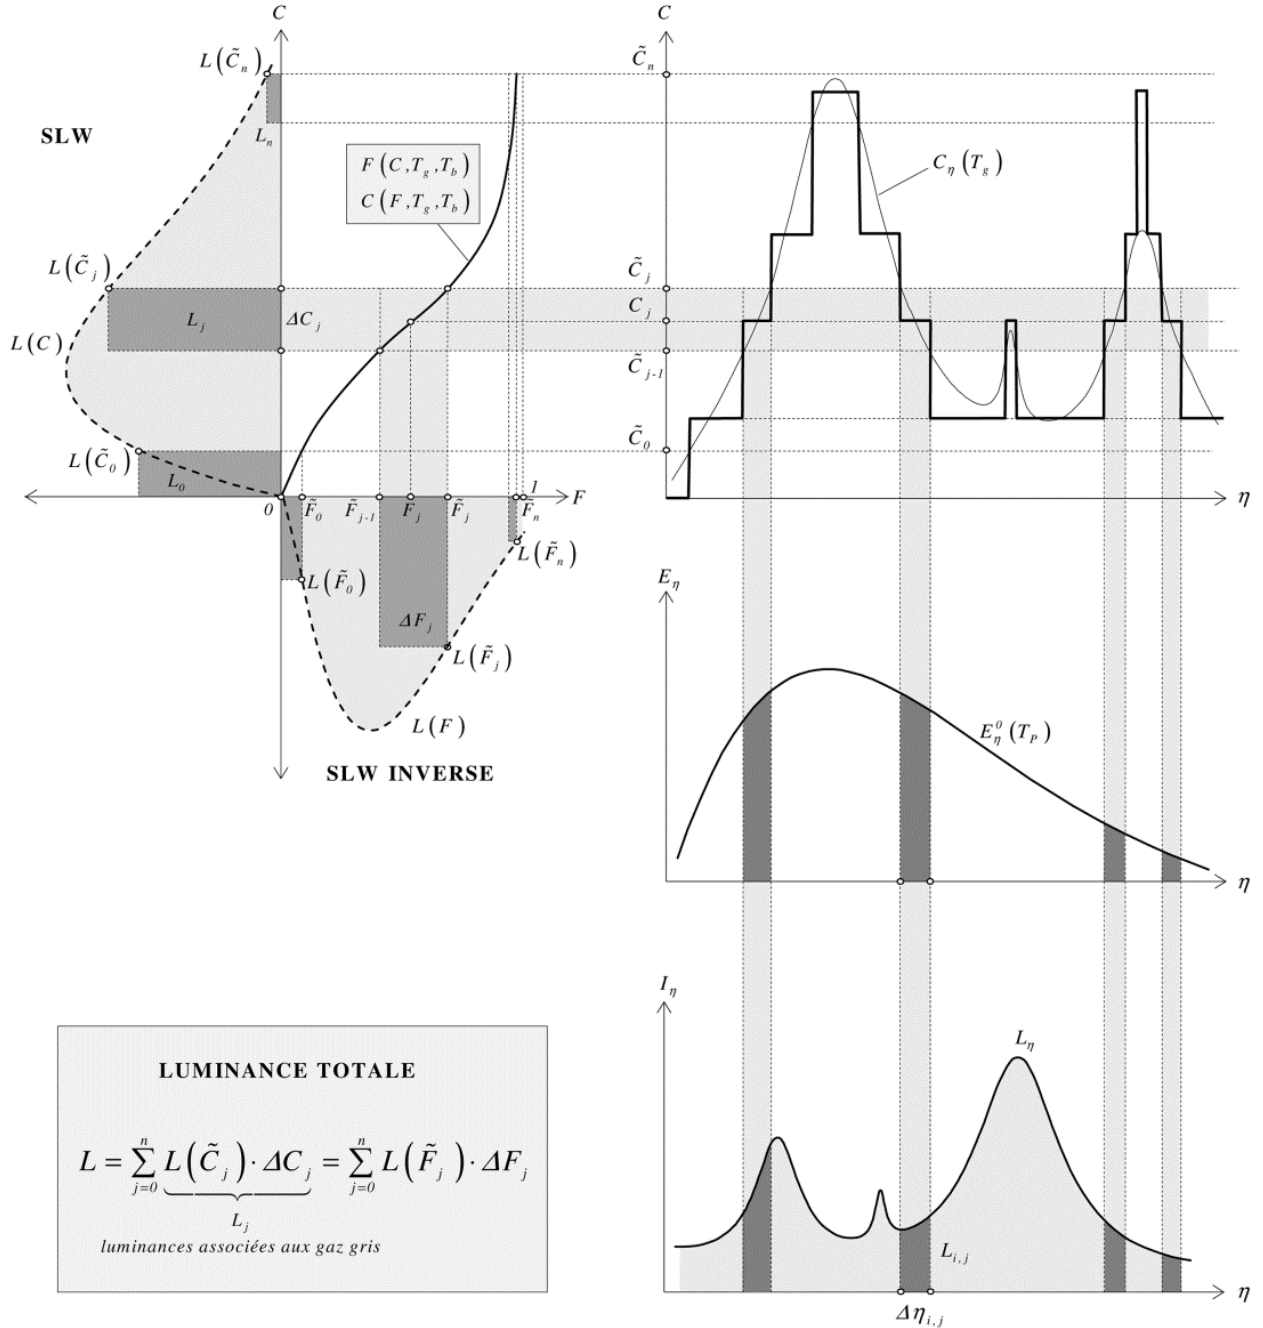 C
L(C̃n)
SLW
Ln
F(C,Tg,Tb)
C(F,Tg,Tb)
L(C̃j)
Lj
ΔCj
L(C)
L(C̃0)
L0
0
F̃0
F̃j-1
Fj
F̃j
1
F̃n
F
L(F̃0)
L(F̃n)
ΔFj
L(F̃j)
L(F)
SLW INVERSE
C
C̃n
Cη(Tg)
C̃j
Cj
C̃j-1
C̃0
η
Eη
E⁰η(TP)
η
Iη
Lη
Li,j
η
Δηi,j
LUMINANCE TOTALE
L = ∑ⁿj=0 L(C̃j)·ΔCj = ∑ⁿj=0 L(F̃j)·ΔFj
Lj
luminances associées aux gaz gris